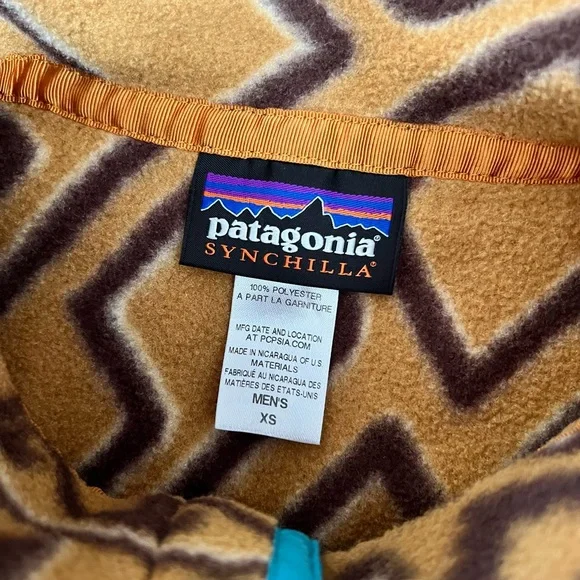 patagonia®
SYNCHILLA®
100% POLYESTER
A PART LA GARNITURE
MFG DATE AND LOCATION
AT PCPSIA.COM
MADE IN NICARAGUA OF U.S.
MATERIALS
FABRIQUÉ AU NICARAGUA DES
MATIÈRES DES ÉTATS-UNIS
MEN'S
XS